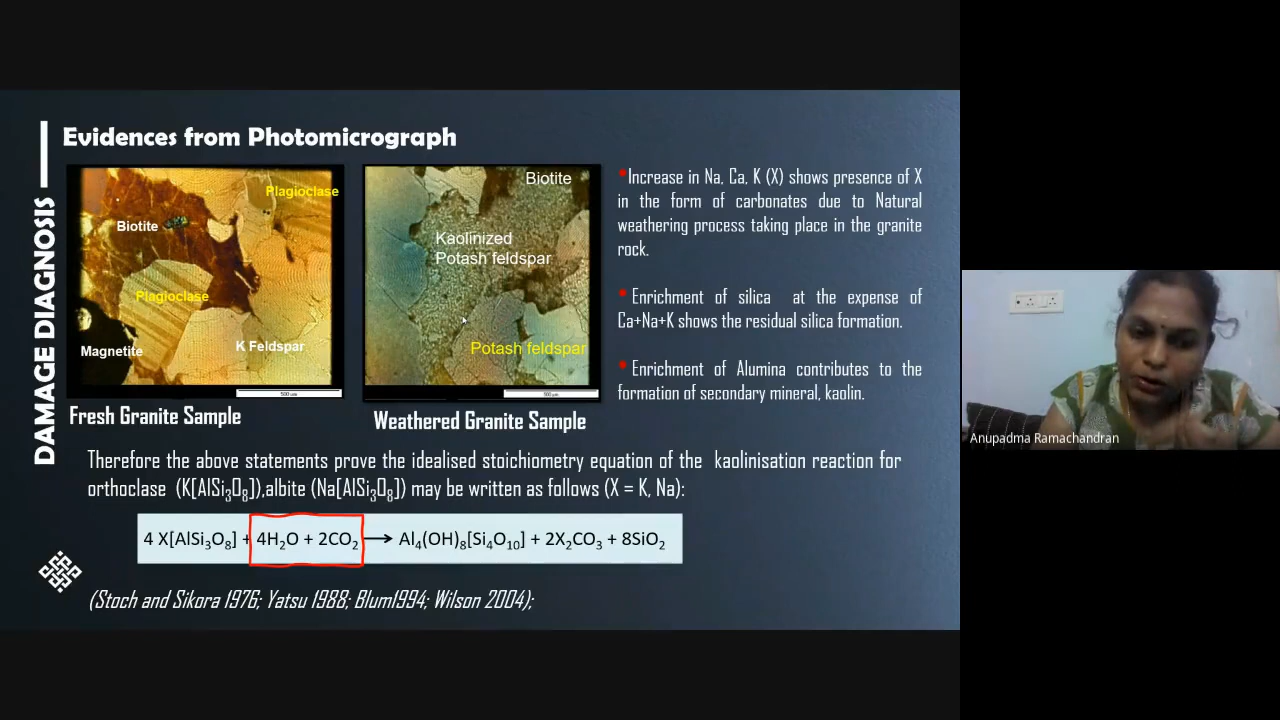 Evidences from Photomicrograph
DAMAGE DIAGNOSIS
Plagioclase
Biotite
Plagioclase
Magnetite
K Feldspar
500 um
Fresh Granite Sample
Biotite
Kaolinized
Potash feldspar
Potash feldspar
Weathered Granite Sample
Increase in Na, Ca, K (X) shows presence of X
in the form of carbonates due to Natural
weathering process taking place in the granite
rock.
Enrichment of silica at the expense of
Ca+Na+K shows the residual silica formation.
Enrichment of Alumina contributes to the
formation of secondary mineral, kaolin.
Therefore the above statements prove the idealised stoichiometry equation of the kaolinisation reaction for
orthoclase (K[AlSi₃O₈]),albite (Na[AlSi₃O₈]) may be written as follows (X = K, Na):
4 X[AlSi₃O₈] + 4H₂O + 2CO₂ → Al₄(OH)₈[Si₄O₁₀] + 2X₂CO₃ + 8SiO₂
(Stoch and Sikora 1976; Yatsu 1988; Blum1994; Wilson 2004);
Anupadma Ramachandran